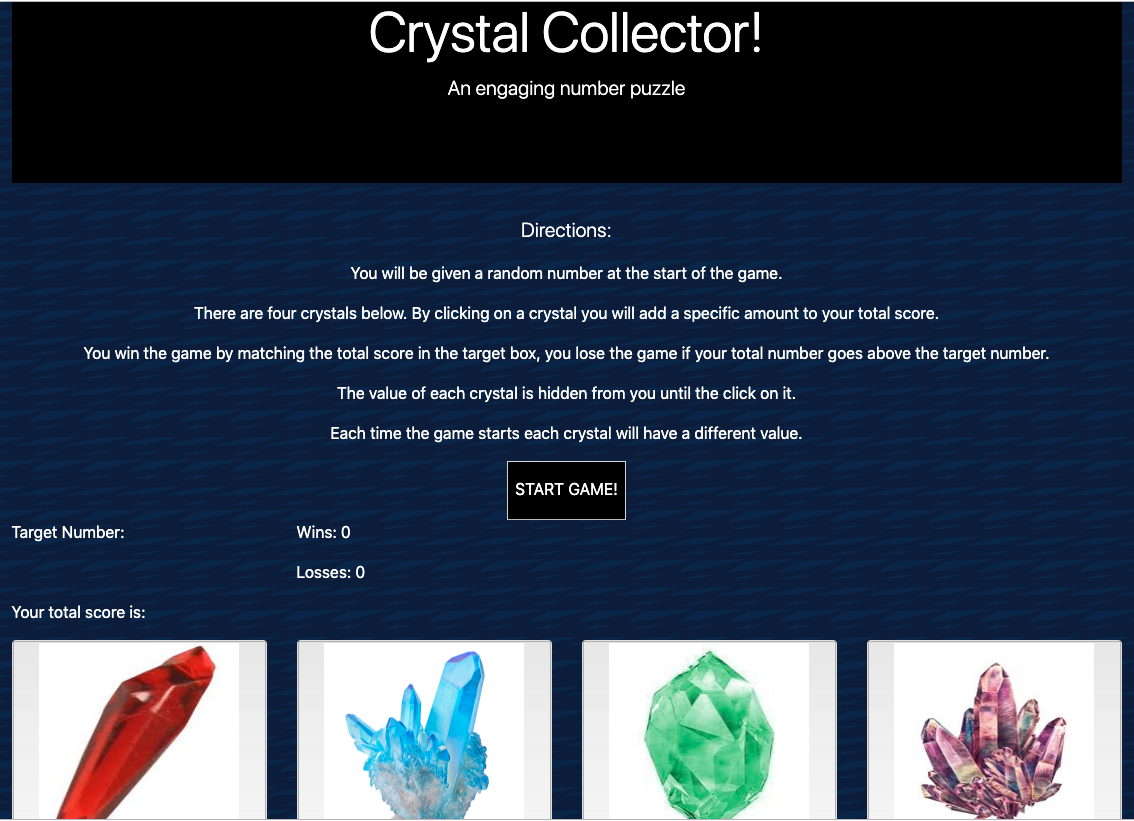 Crystal Collector!
An engaging number puzzle
Directions:
You will be given a random number at the start of the game.
There are four crystals below. By clicking on a crystal you will add a specific amount to your total score.
You win the game by matching the total score in the target box, you lose the game if your total number goes above the target number.
The value of each crystal is hidden from you until the click on it.
Each time the game starts each crystal will have a different value.
START GAME!
Target Number:
Wins: 0
Losses: 0
Your total score is: